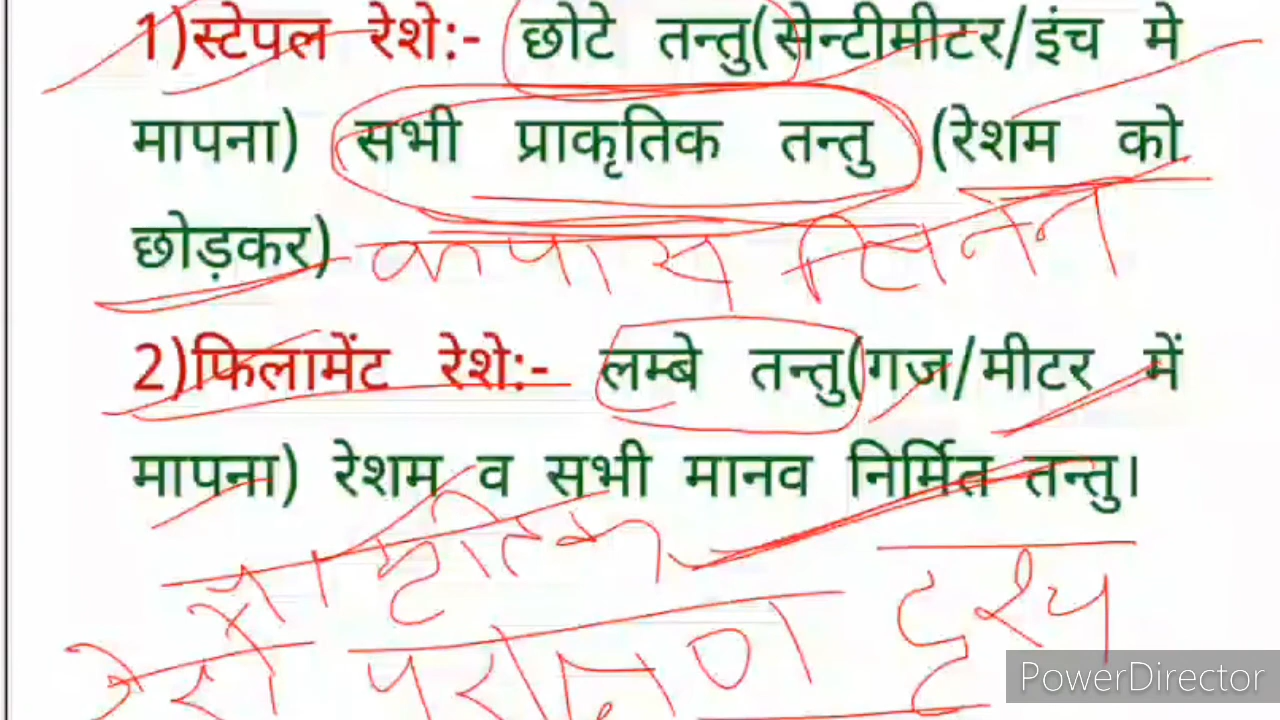 1)स्टेपल रेशे:- छोटे तन्तु(सेन्टीमीटर/इंच मे
मापना) सभी प्राकृतिक तन्तु (रेशम को
छोड़कर) कपास लिनन
2)फिलामेंट रेशे:- लम्बे तन्तु(गज/मीटर में
मापना) रेशम व सभी मानव निर्मित तन्तु।
PowerDirector